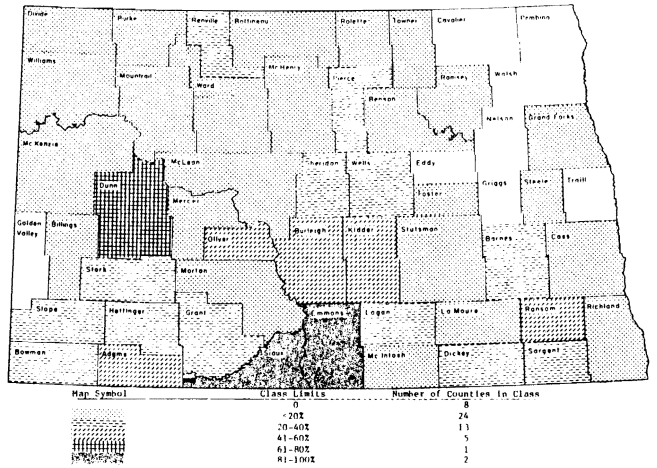 Divide Burke Renville Bottineau Rolette Towner Cavalier Pembina
Williams Mountrail Ward McHenry Pierce Ramsey Walsh
Benson Nelson Grand Forks
McKenzie McLean Sheridan Wells Eddy
Dunn Mercer Foster Griggs Steele Traill
Golden Valley Billings Oliver Burleigh Kidder Stutsman Barnes Cass
Stark Morton
Slope Hettinger Grant Emmons Logan La Moure Ransom Richland
Bowman Adams Sioux McIntosh Dickey Sargent
Map Symbol Class Limits Number of Counties in Class
0 8
<20% 24
20-40% 13
41-60% 5
61-80% 1
81-100% 2